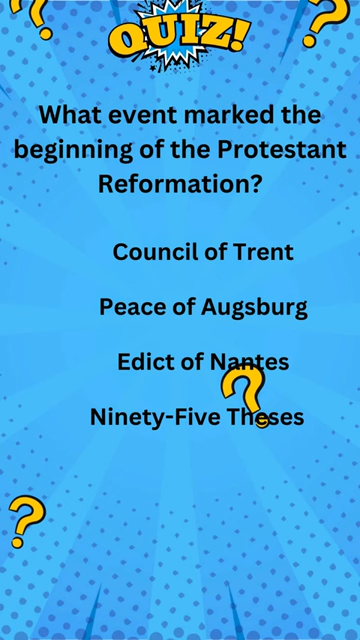 QUIZ!
What event marked the
beginning of the Protestant
Reformation?
Council of Trent
Peace of Augsburg
Edict of Nantes
Ninety-Five Theses